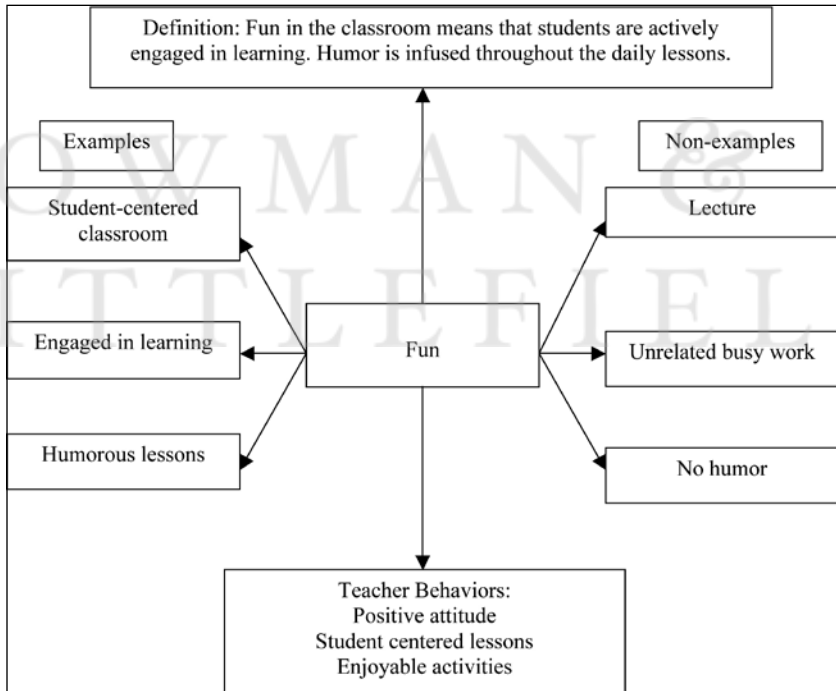 Definition: Fun in the classroom means that students are actively
engaged in learning. Humor is infused throughout the daily lessons.
Examples
Non-examples
OWMAN &
Student-centered
classroom
Lecture
ITTLEFIEL
Engaged in learning
Fun
Unrelated busy work
Humorous lessons
No humor
Teacher Behaviors:
Positive attitude
Student centered lessons
Enjoyable activities